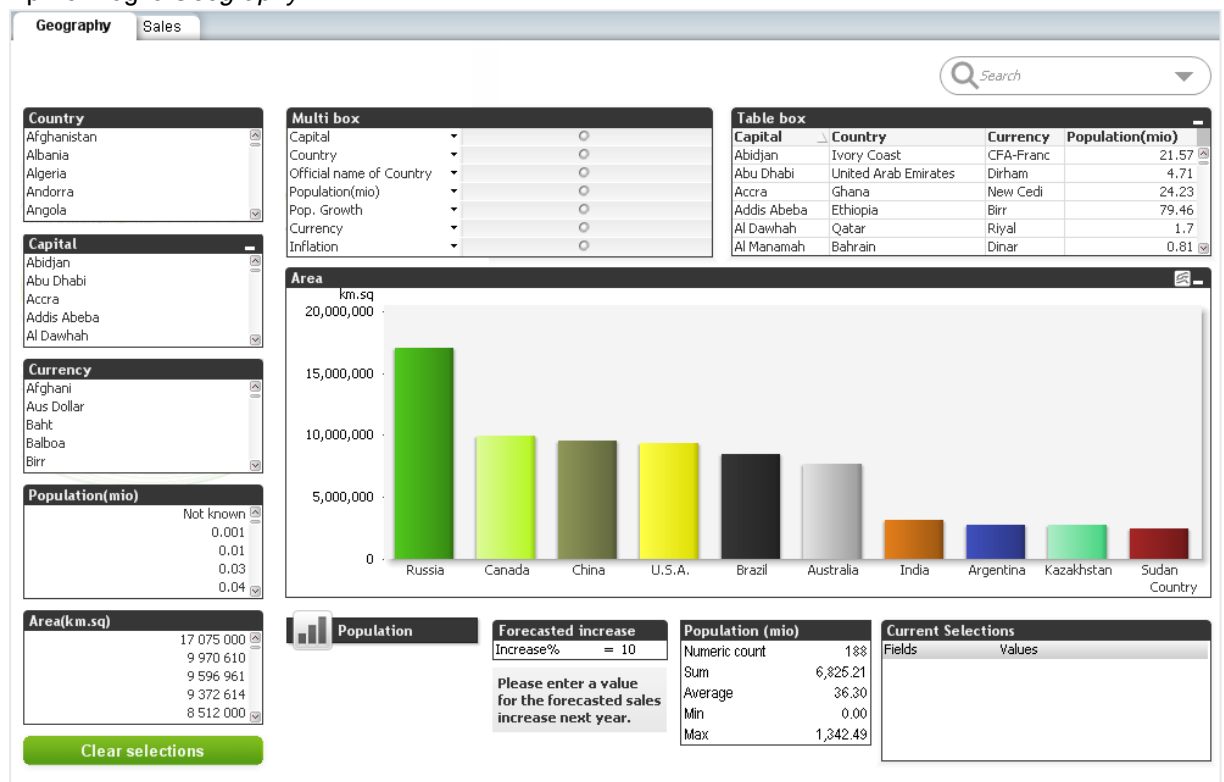 Geography
Sales
Search
Country
Afghanistan
Albania
Algeria
Andorra
Angola
Capital
Abidjan
Abu Dhabi
Accra
Addis Abeba
Al Dawhah
Currency
Afghani
Aus Dollar
Baht
Balboa
Birr
Population(mio)
Not known
0.001
0.01
0.03
0.04
Area(km.sq)
17 075 000
9 970 610
9 596 961
9 372 614
8 512 000
Clear selections
Multi box
Capital
Country
Official name of Country
Population(mio)
Pop. Growth
Currency
Inflation
Table box
Capital Country Currency Population(mio)
Abidjan Ivory Coast CFA-Franc 21.57
Abu Dhabi United Arab Emirates Dirham 4.71
Accra Ghana New Cedi 24.23
Addis Abeba Ethiopia Birr 79.46
Al Dawhah Qatar Riyal 1.7
Al Manamah Bahrain Dinar 0.81
Area
km.sq
20,000,000
15,000,000
10,000,000
5,000,000
0
Russia Canada China U.S.A. Brazil Australia India Argentina Kazakhstan Sudan
Country
Population
Forecasted increase
Increase% = 10
Please enter a value
for the forecasted sales
increase next year.
Population (mio)
Numeric count 188
Sum 6,825.21
Average 36.30
Min 0.00
Max 1,342.49
Current Selections
Fields Values